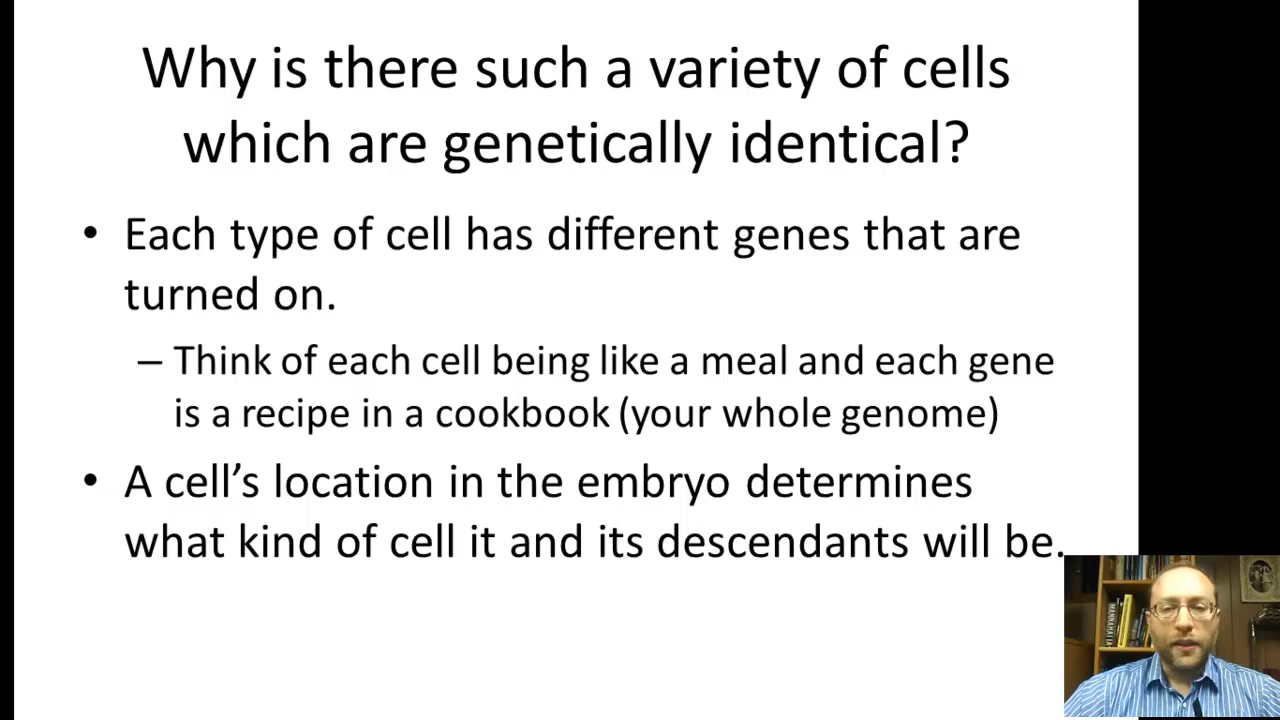 Why is there such a variety of cells
which are genetically identical?
• Each type of cell has different genes that are
turned on.
– Think of each cell being like a meal and each gene
is a recipe in a cookbook (your whole genome)
• A cell’s location in the embryo determines
what kind of cell it and its descendants will be.
MANNAHATTA